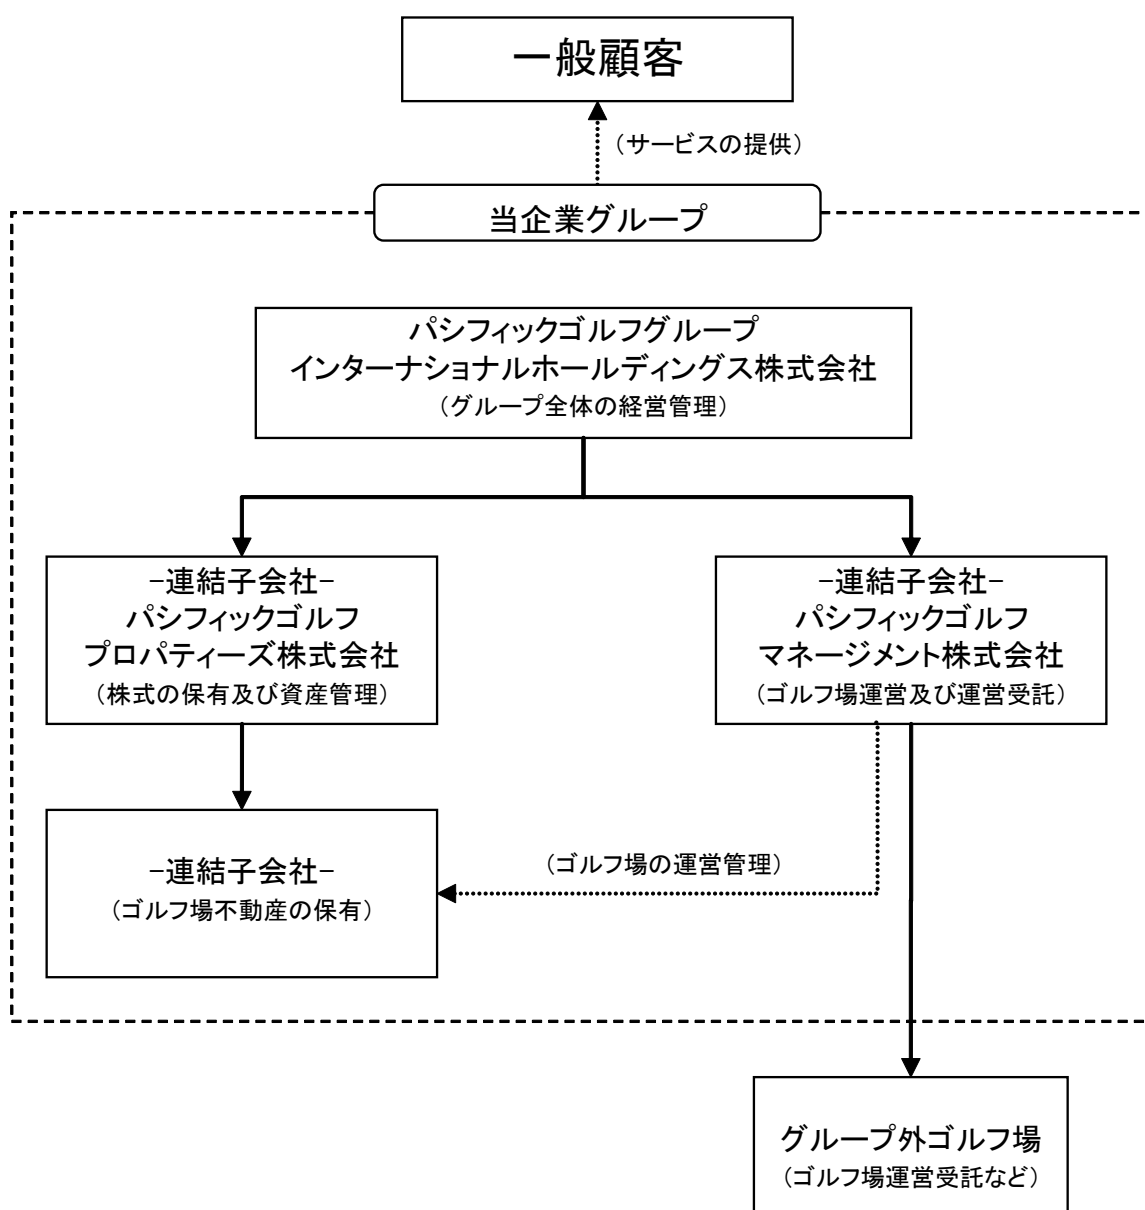 一般顧客
（サービスの提供）
当企業グループ
パシフィックゴルフグループ
インターナショナルホールディングス株式会社
（グループ全体の経営管理）
-連結子会社-
パシフィックゴルフ
プロパティーズ株式会社
（株式の保有及び資産管理）
-連結子会社-
パシフィックゴルフ
マネージメント株式会社
（ゴルフ場運営及び運営受託）
-連結子会社-
（ゴルフ場不動産の保有）
（ゴルフ場の運営管理）
グループ外ゴルフ場
（ゴルフ場運営受託など）